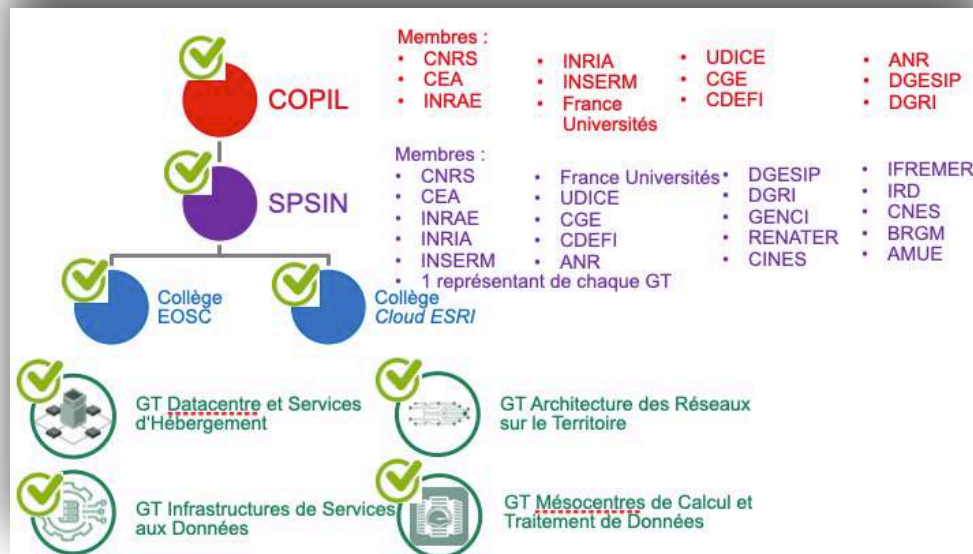 COPIL
Membres :
• CNRS
• CEA
• INRAE
• INRIA
• INSERM
• France
Universités
• UDICE
• CGE
• CDEFI
• ANR
• DGESIP
• DGRI
SPSIN
Membres :
• CNRS
• CEA
• INRAE
• INRIA
• INSERM
• 1 représentant de chaque GT
• France Universités
• UDICE
• CGE
• CDEFI
• ANR
• DGESIP
• DGRI
• GENCI
• RENATER
• CINES
• IFREMER
• IRD
• CNES
• BRGM
• AMUE
Collège
EOSC
Collège
Cloud ESRI
GT Datacentre et Services
d'Hébergement
GT Architecture des Réseaux
sur le Territoire
GT Infrastructures de Services
aux Données
GT Mésocentres de Calcul et
Traitement de Données